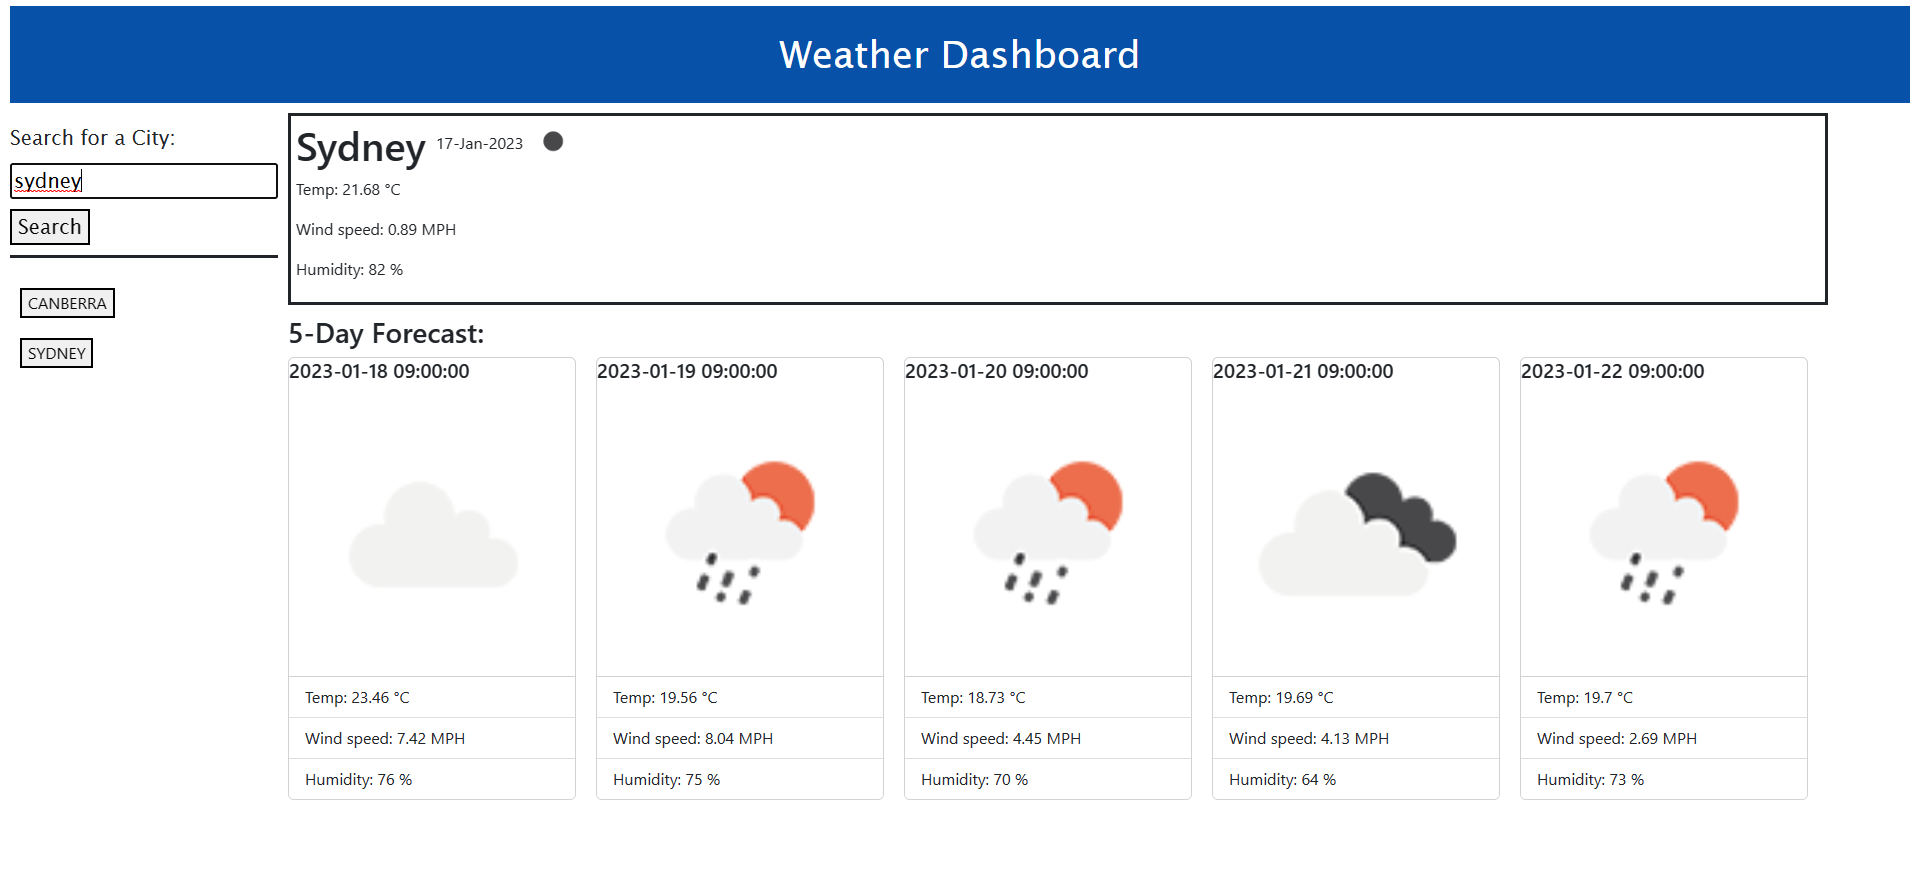 Weather Dashboard
Search for a City:
sydney
Search
CANBERRA
SYDNEY
Sydney 17-Jan-2023
Temp: 21.68 °C
Wind speed: 0.89 MPH
Humidity: 82 %
5-Day Forecast:
2023-01-18 09:00:00
Temp: 23.46 °C
Wind speed: 7.42 MPH
Humidity: 76 %
2023-01-19 09:00:00
Temp: 19.56 °C
Wind speed: 8.04 MPH
Humidity: 75 %
2023-01-20 09:00:00
Temp: 18.73 °C
Wind speed: 4.45 MPH
Humidity: 70 %
2023-01-21 09:00:00
Temp: 19.69 °C
Wind speed: 4.13 MPH
Humidity: 64 %
2023-01-22 09:00:00
Temp: 19.7 °C
Wind speed: 2.69 MPH
Humidity: 73 %